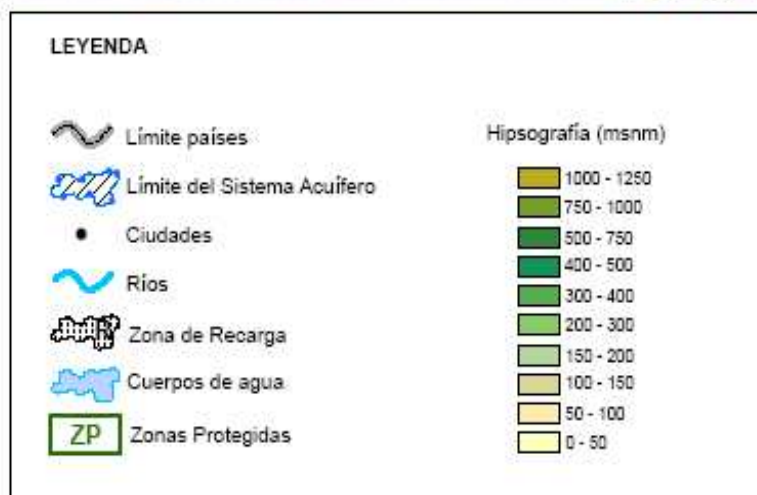 LEYENDA
Límite países
Límite del Sistema Acuífero
Ciudades
Ríos
Zona de Recarga
Cuerpos de agua
ZP Zonas Protegidas
Hipsografía (msnm)
1000 - 1250
750 - 1000
500 - 750
400 - 500
300 - 400
200 - 300
150 - 200
100 - 150
50 - 100
0 - 50